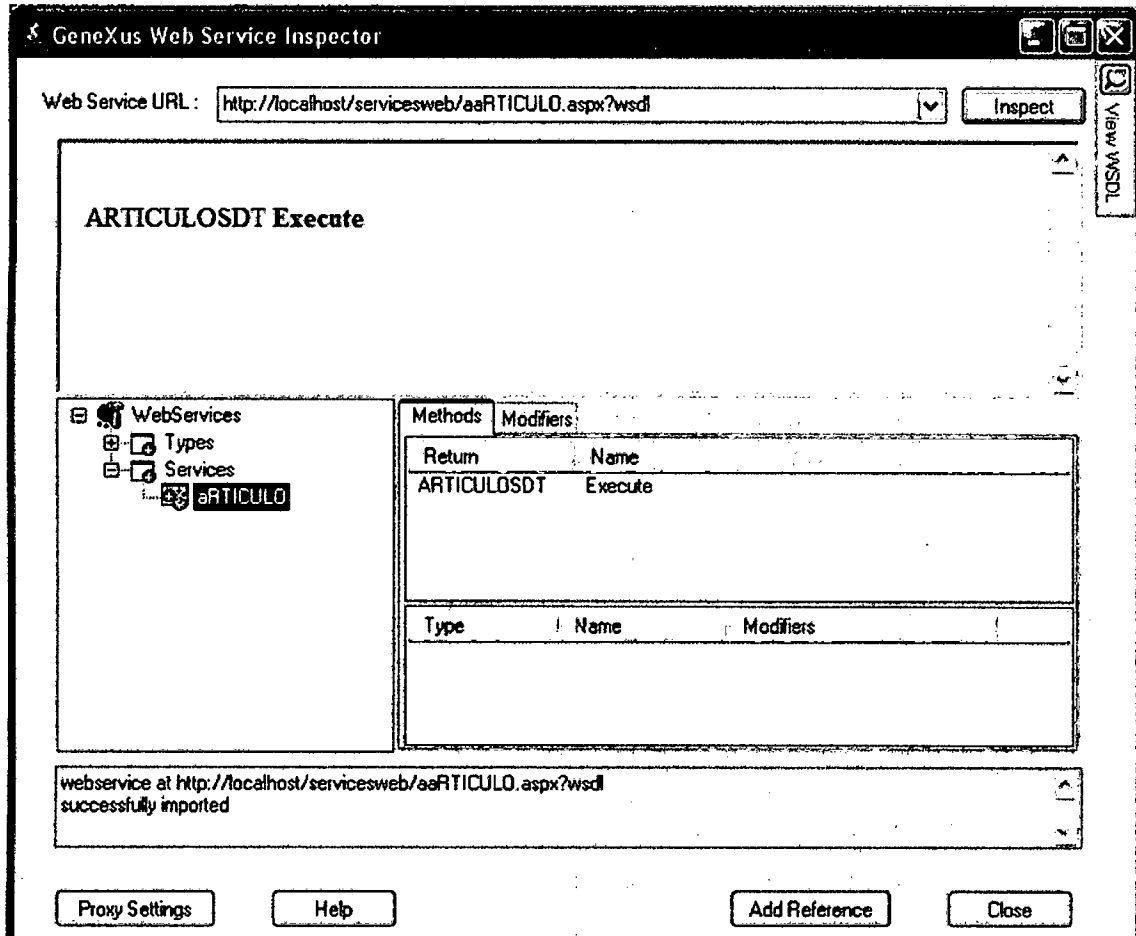 GeneXus Web Service Inspector
Web Service URL :
http://localhost/servicesweb/aaRTICULO.aspx?wsdl
Inspect
View WSDL
ARTICULOSDT Execute
WebServices
Types
Services
aRTICULO
Methods
Modifiers
Return Name
ARTICULOSDT Execute
Type Name Modifiers
webservice at http://localhost/servicesweb/aaRTICULO.aspx?wsdl
successfully imported
Proxy Settings
Help
Add Reference
Close